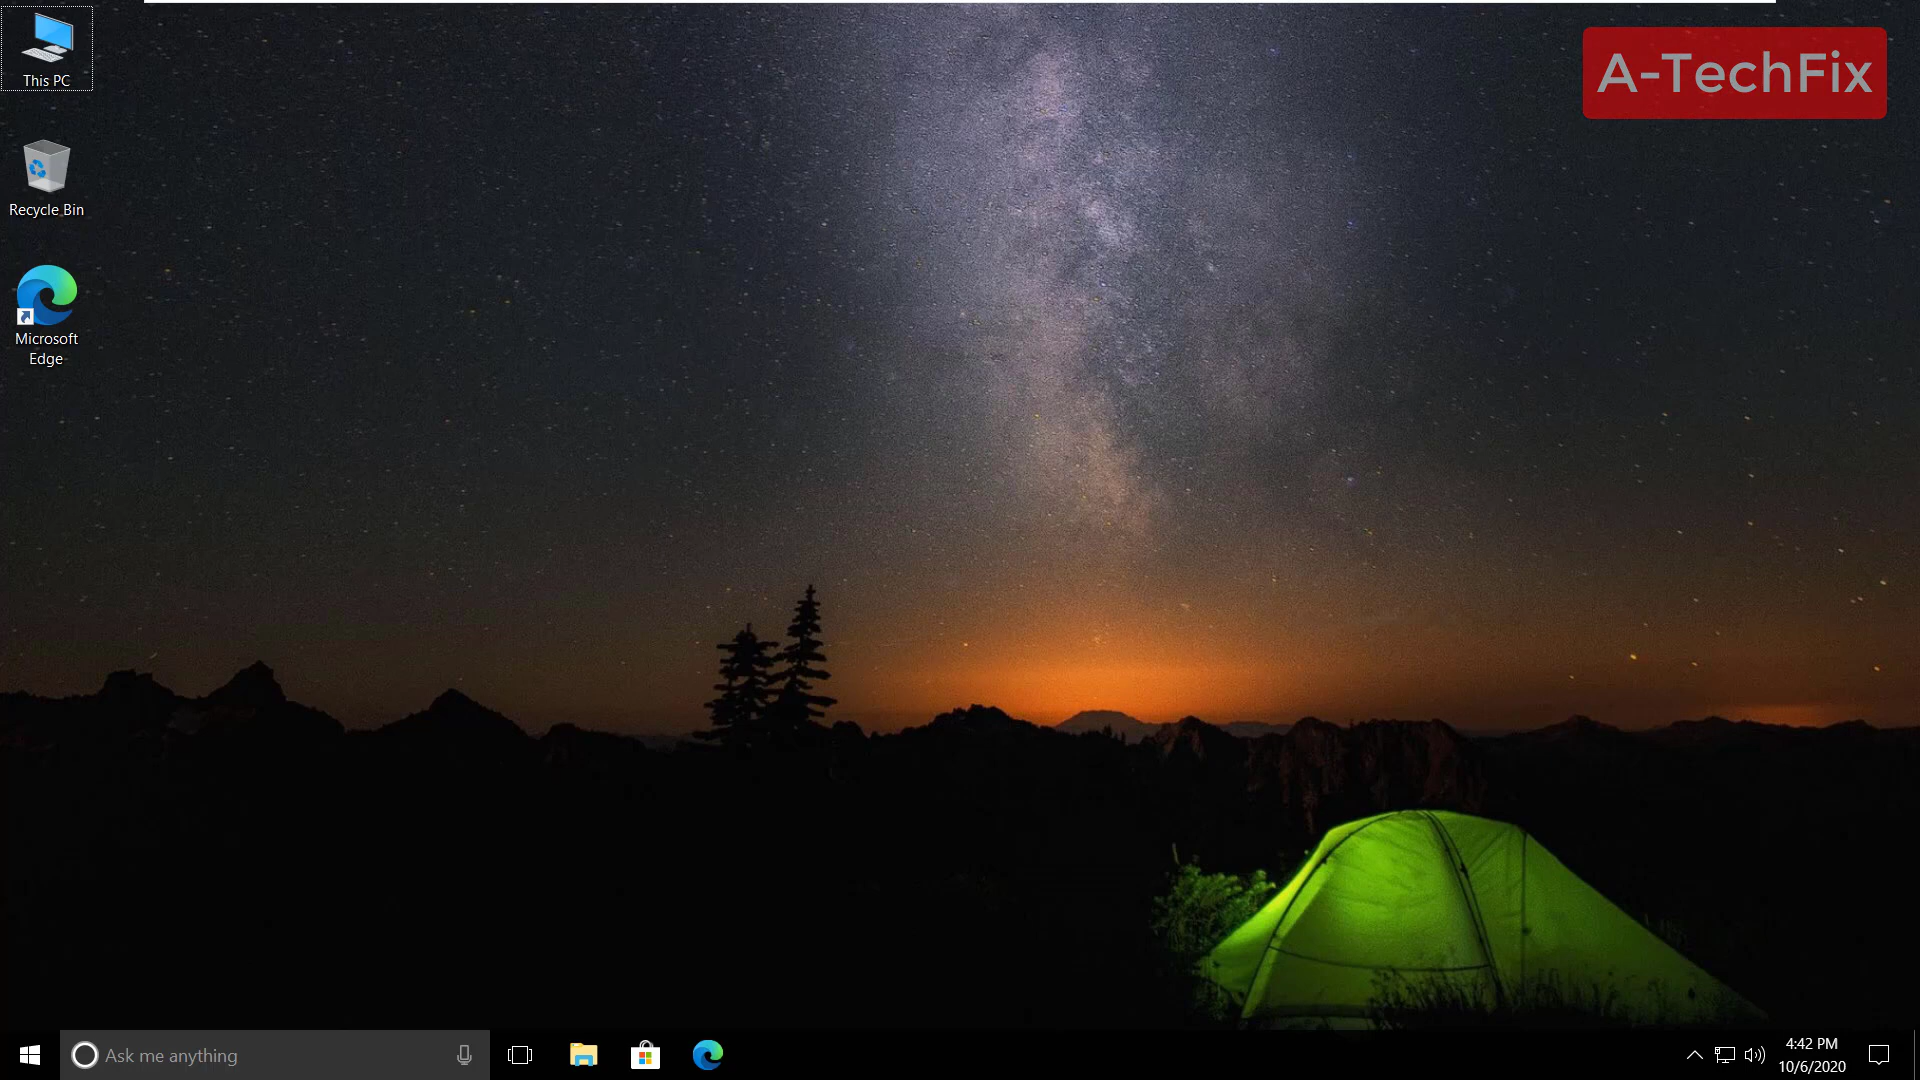 This PC
A-TechFix
Recycle Bin
Microsoft
Edge
Ask me anything
4:42 PM
10/6/2020